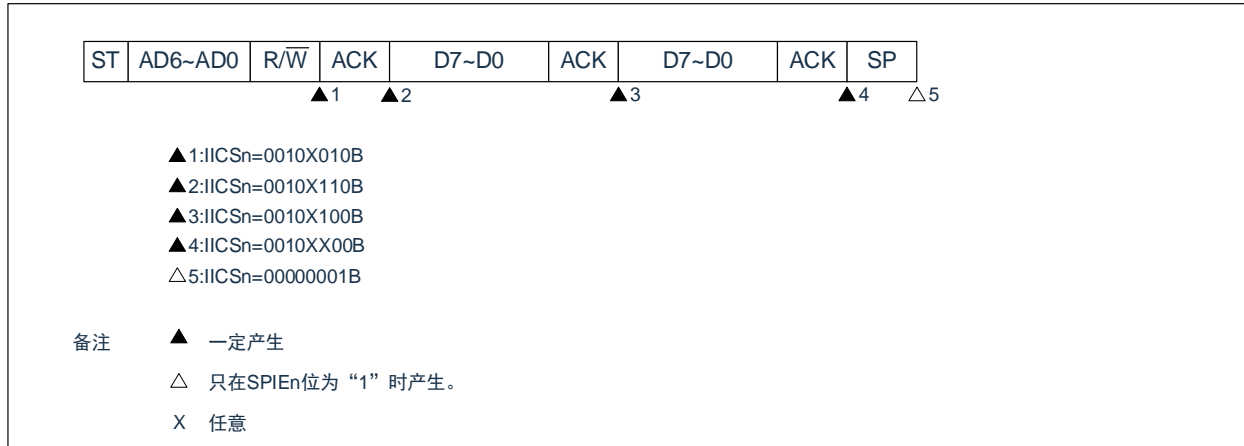 ST AD6~AD0 R/W̅ ACK D7~D0 ACK D7~D0 ACK SP
▲1 ▲2 ▲3 ▲4 △5
▲1:IICSn=0010X010B
▲2:IICSn=0010X110B
▲3:IICSn=0010X100B
▲4:IICSn=0010XX00B
△5:IICSn=00000001B
备注 ▲ 一定产生
△ 只在SPIEn位为“1”时产生。
X 任意